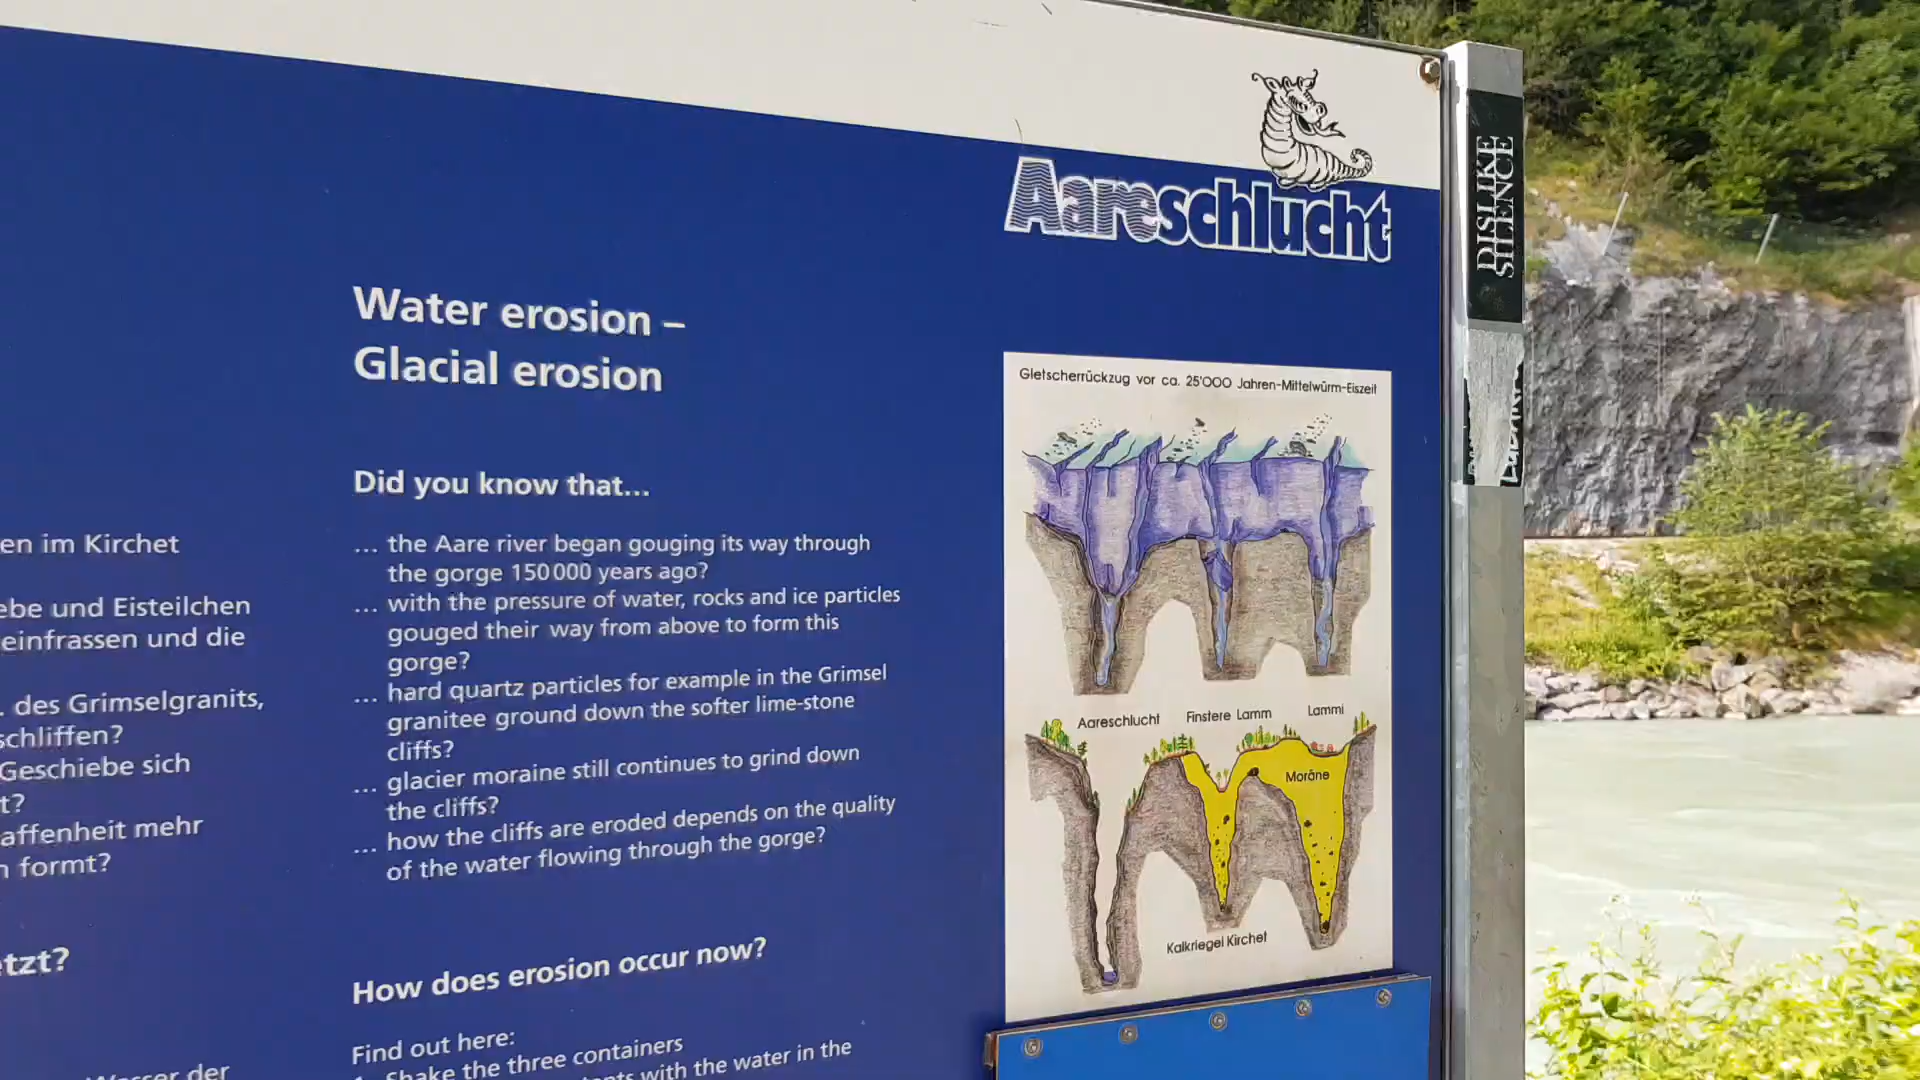 Aareschlucht
DISLIKE
SILENCE
en im Kirchet
ebe und Eisteilchen
einfrassen und die
. des Grimselgranits,
schliffen?
Geschiebe sich
t?
affenheit mehr
n formt?
tzt?
Wasser der
Water erosion –
Glacial erosion
Did you know that...
... the Aare river began gouging its way through
the gorge 150 000 years ago?
... with the pressure of water, rocks and ice particles
gouged their way from above to form this
gorge?
... hard quartz particles for example in the Grimsel
granitee ground down the softer lime-stone
cliffs?
... glacier moraine still continues to grind down
the cliffs?
... how the cliffs are eroded depends on the quality
of the water flowing through the gorge?
How does erosion occur now?
Find out here:
1. Shake the three containers
with the water in the
Gletscherrückzug vor ca. 25'000 Jahren-Mittelwürm-Eiszeit
Aareschlucht Finstere Lamm Lammi
Moräne
Kalkriegel Kirchet